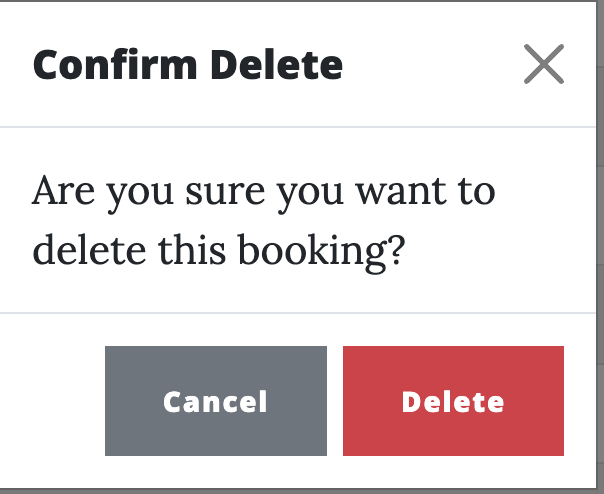 Confirm Delete
Are you sure you want to
delete this booking?
Cancel Delete